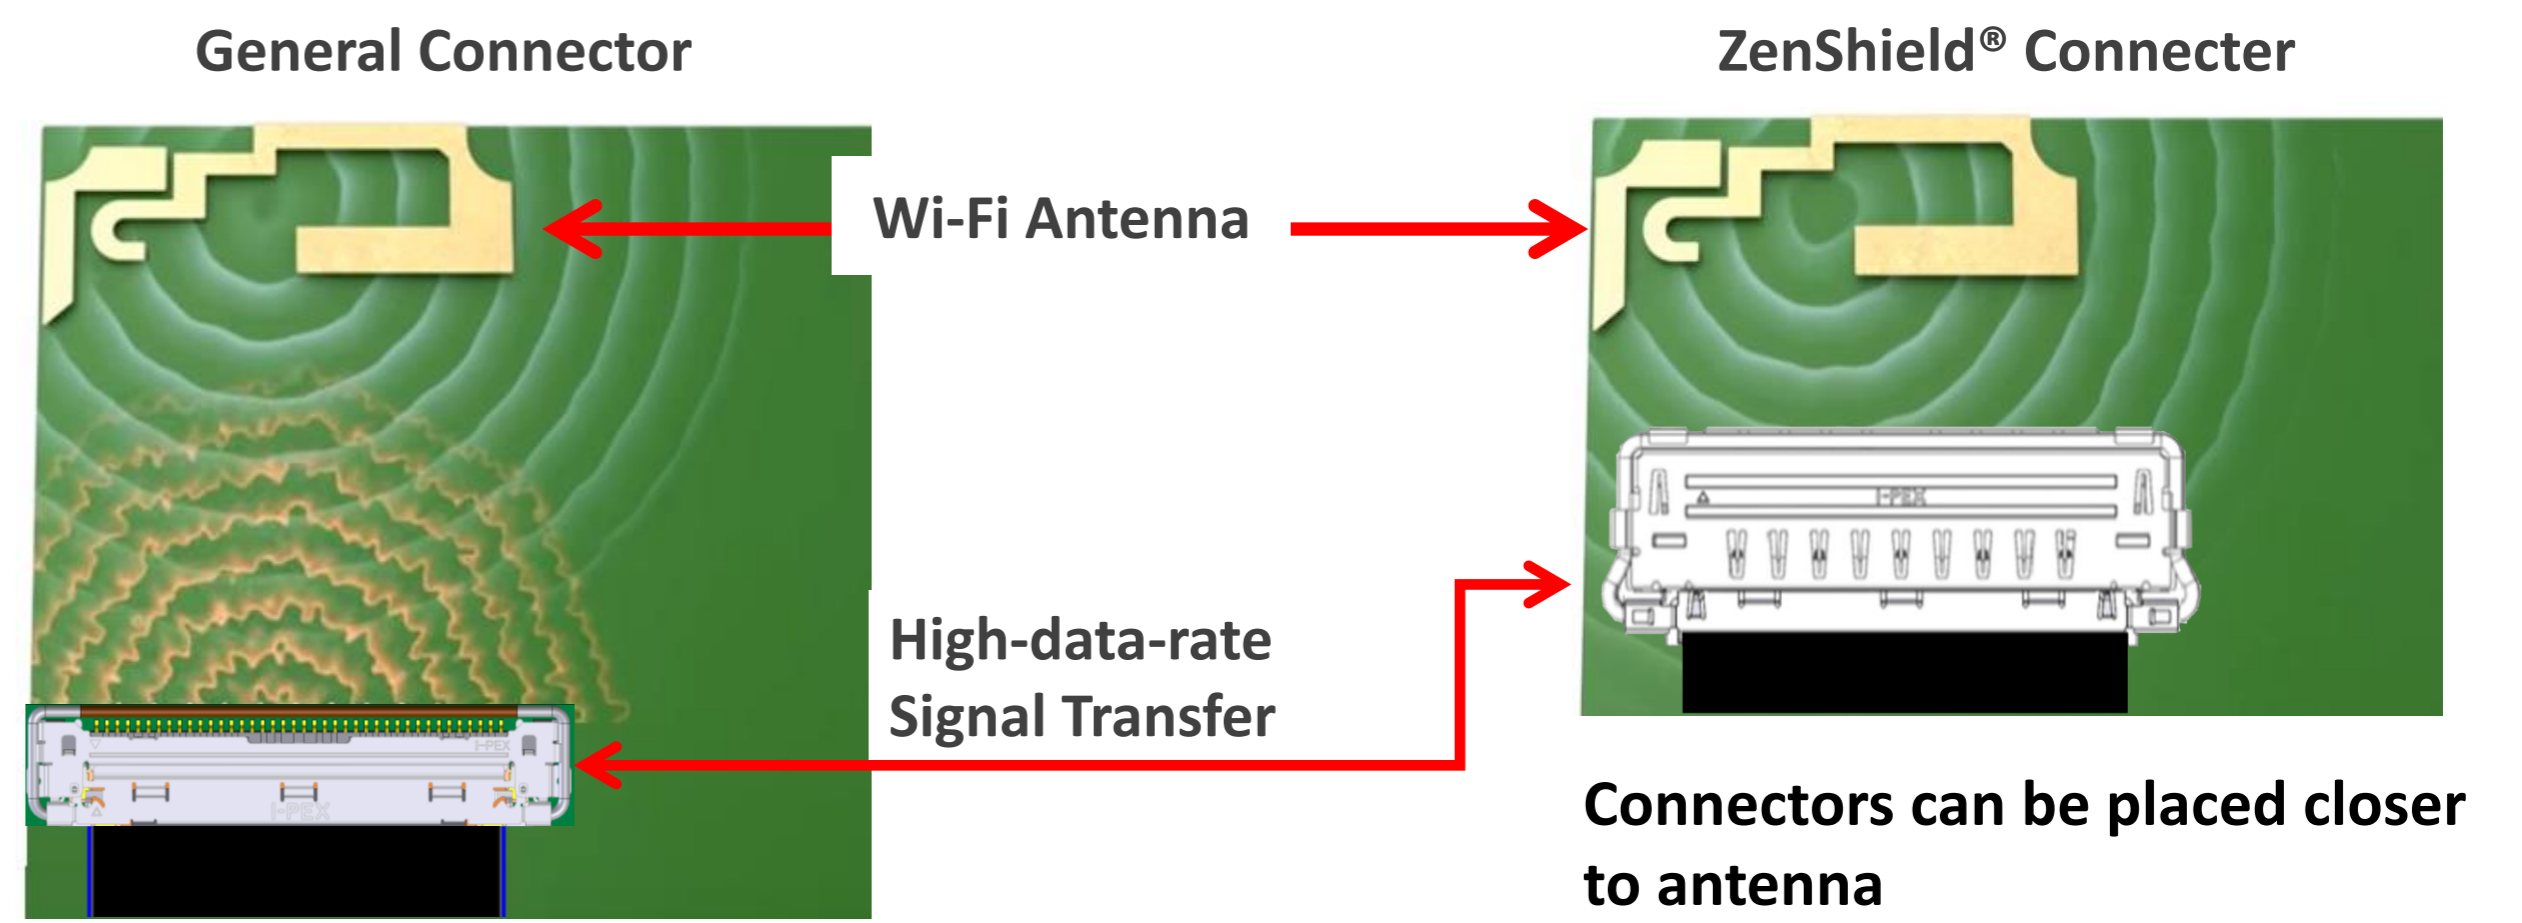 General Connector
ZenShield® Connecter
Wi-Fi Antenna
I-PEX
High-data-rate
Signal Transfer
I-PEX
I-PEX
Connectors can be placed closer
to antenna